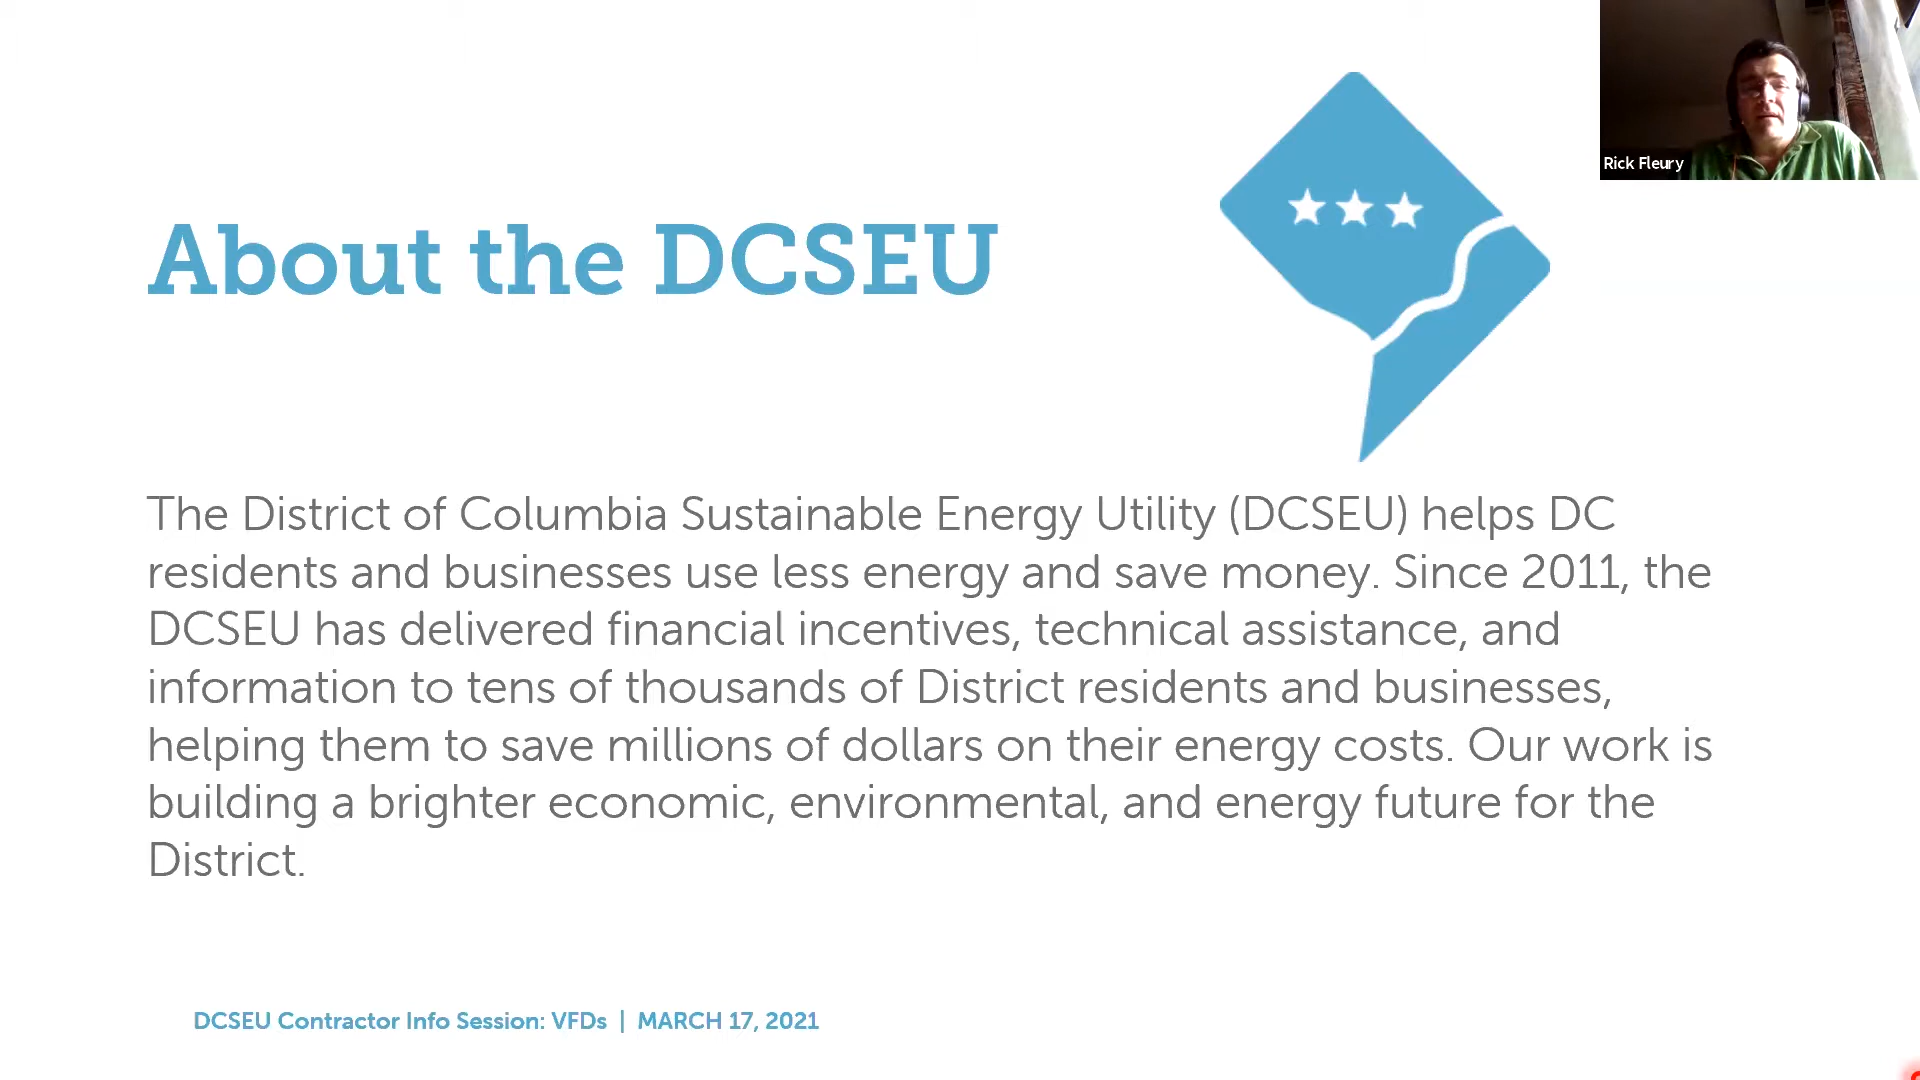 Rick Fleury
About the DCSEU
The District of Columbia Sustainable Energy Utility (DCSEU) helps DC
residents and businesses use less energy and save money. Since 2011, the
DCSEU has delivered financial incentives, technical assistance, and
information to tens of thousands of District residents and businesses,
helping them to save millions of dollars on their energy costs. Our work is
building a brighter economic, environmental, and energy future for the
District.
DCSEU Contractor Info Session: VFDs | MARCH 17, 2021